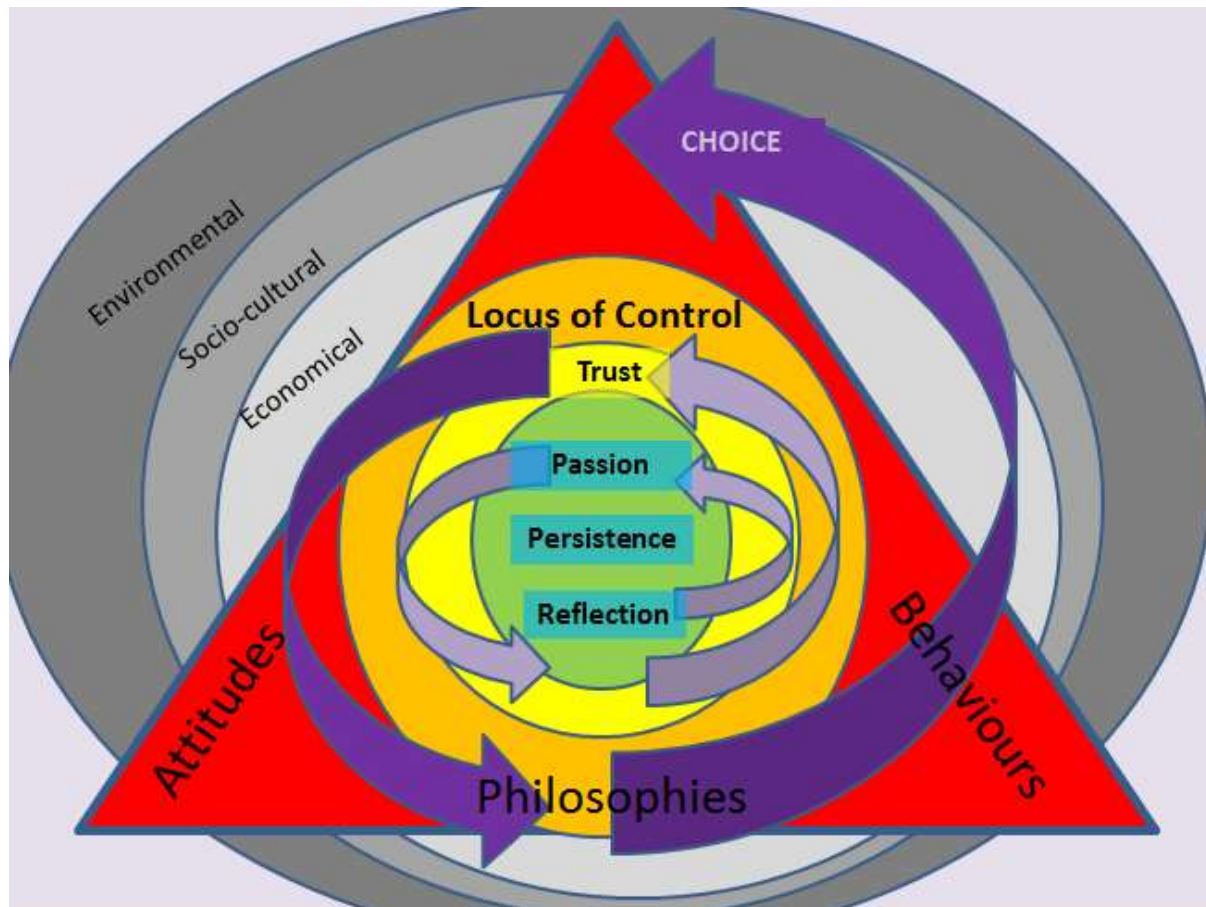 CHOICE
Environmental
Socio-cultural
Economical
Locus of Control
Trust
Passion
Persistence
Reflection
Attitudes
Behaviours
Philosophies